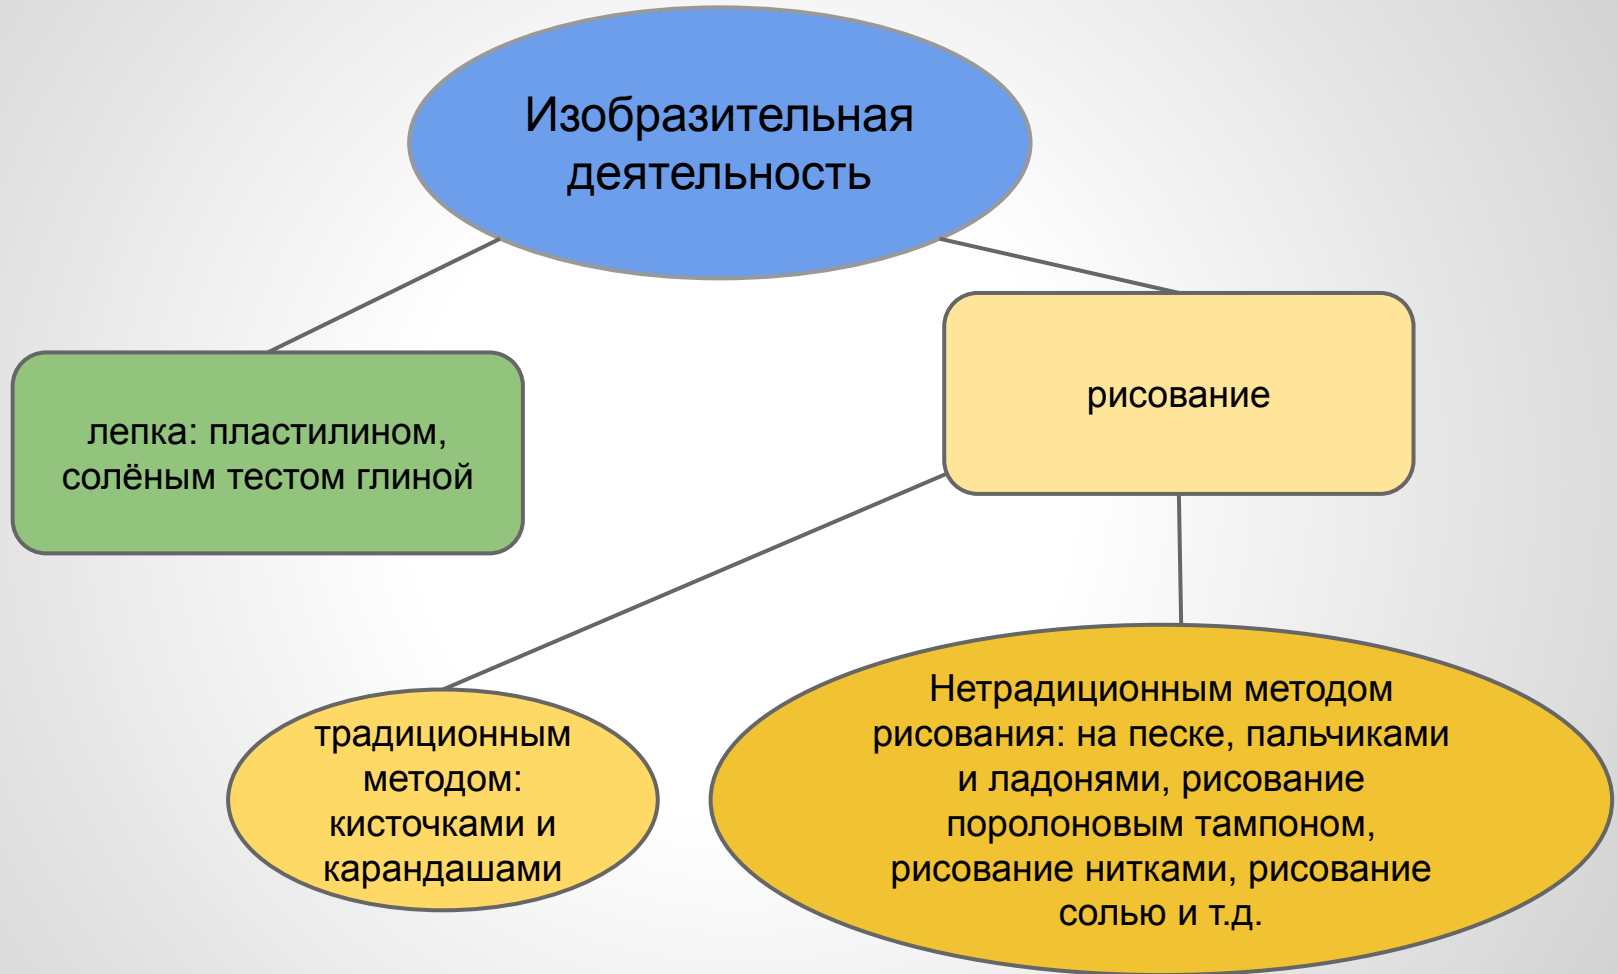 Изобразительная
деятельность
лепка: пластилином,
солёным тестом глиной
рисование
традиционным
методом:
кисточками и
карандашами
Нетрадиционным методом
рисования: на песке, пальчиками
и ладонями, рисование
поролоновым тампоном,
рисование нитками, рисование
солью и т.д.